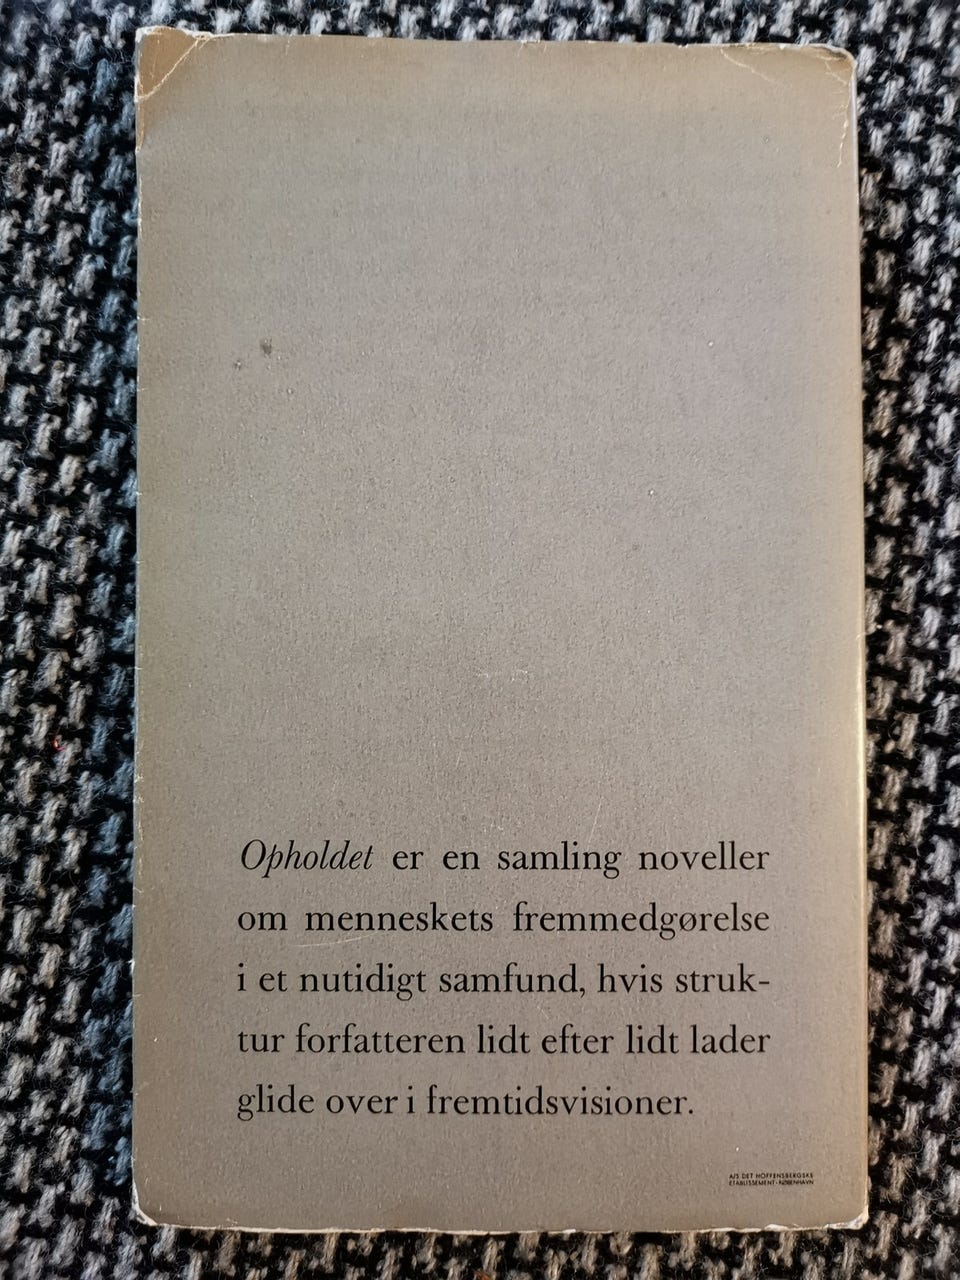 Opholdet er en samling noveller
om menneskets fremmedgørelse
i et nutidigt samfund, hvis struk-
tur forfatteren lidt efter lidt lader
glide over i fremtidsvisioner.
A/S DET HOFFENSBERGSKE
ETABLISSEMENT · KØBENHAVN